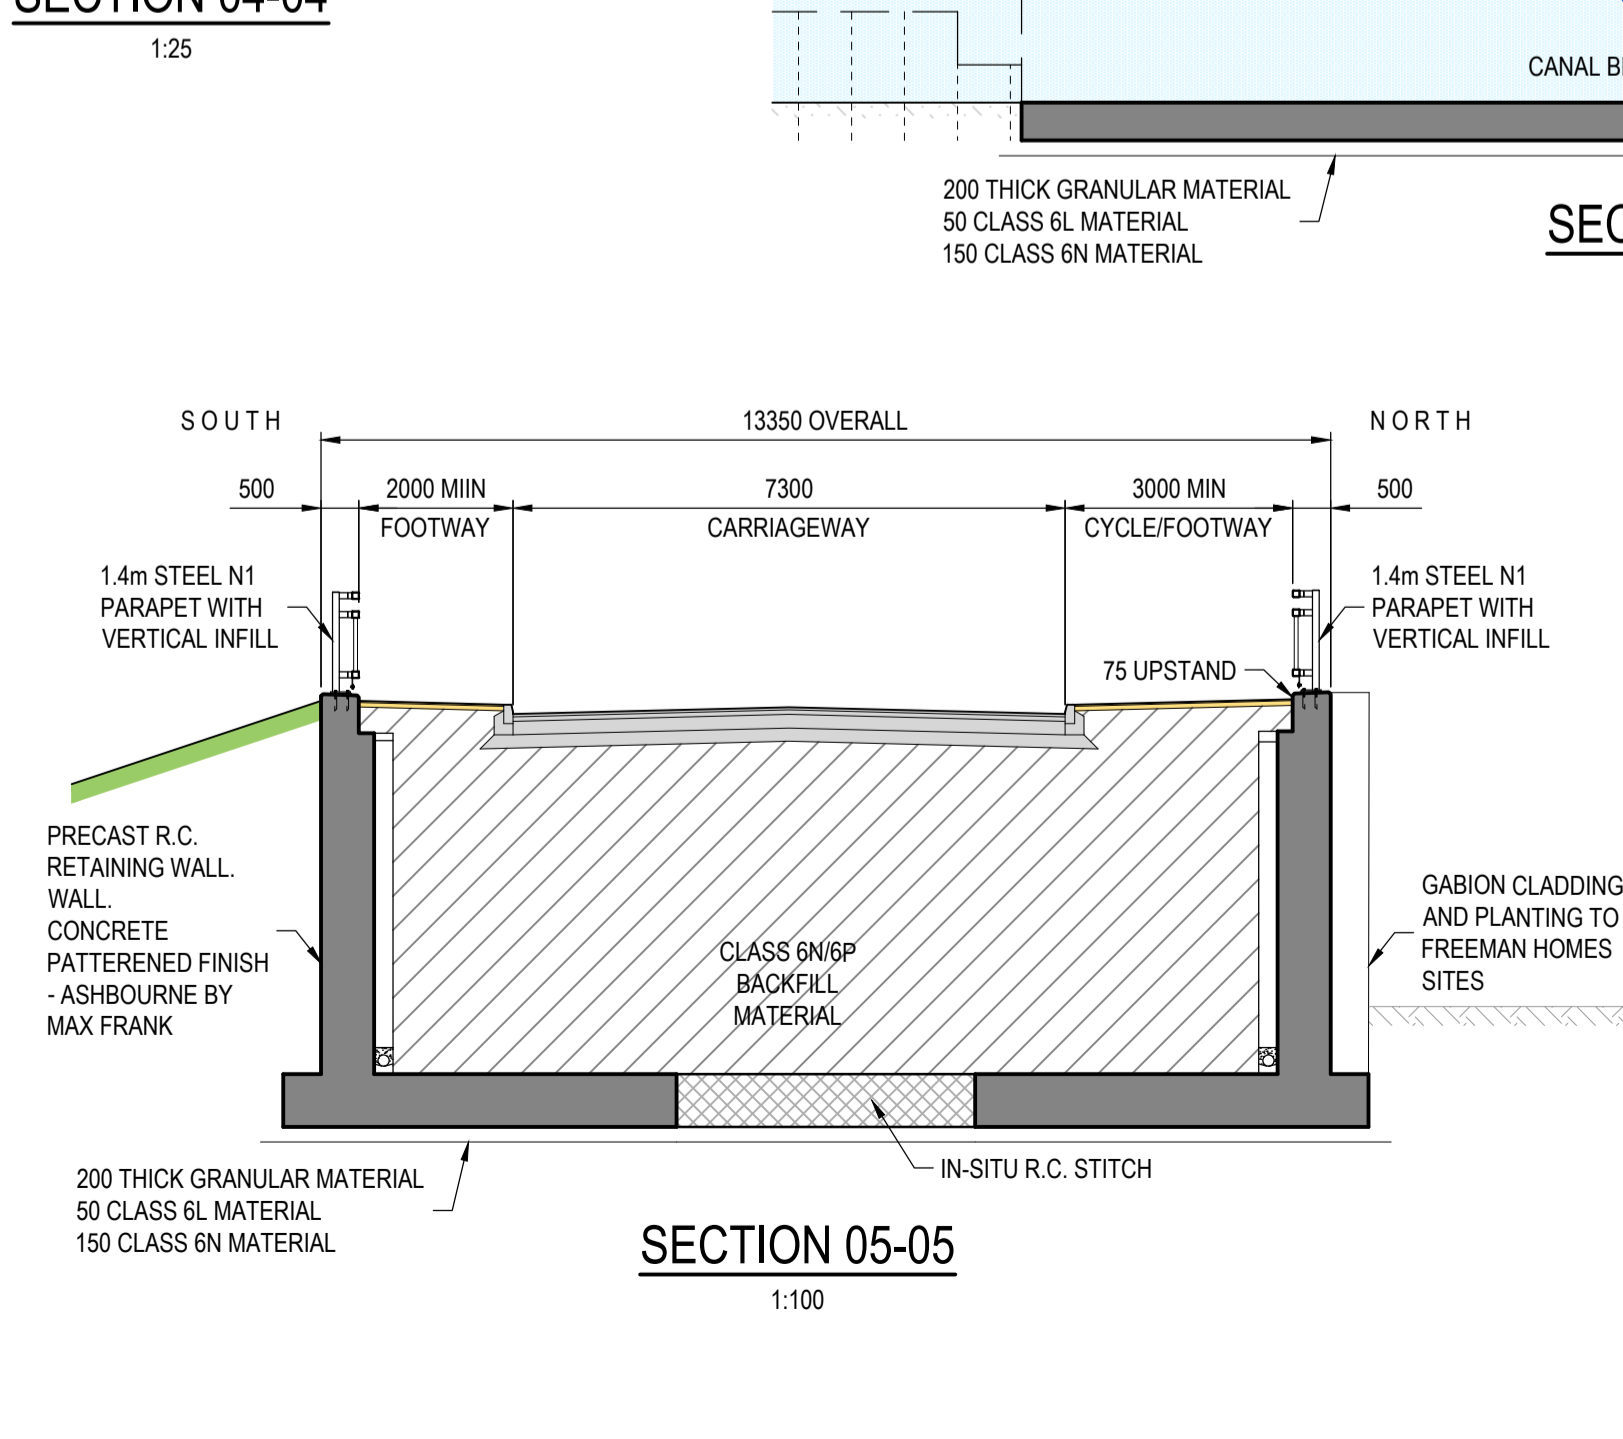 SECTION 04-04
1:25
CANAL B
200 THICK GRANULAR MATERIAL
50 CLASS 6L MATERIAL
150 CLASS 6N MATERIAL
SEC
SOUTH
13350 OVERALL
NORTH
500
2000 MIIN
7300
3000 MIN
500
FOOTWAY
CARRIAGEWAY
CYCLE/FOOTWAY
1.4m STEEL N1
PARAPET WITH
VERTICAL INFILL
1.4m STEEL N1
PARAPET WITH
VERTICAL INFILL
75 UPSTAND
PRECAST R.C.
RETAINING WALL.
WALL.
CONCRETE
PATTERENED FINISH
- ASHBOURNE BY
MAX FRANK
CLASS 6N/6P
BACKFILL
MATERIAL
GABION CLADDING
AND PLANTING TO
FREEMAN HOMES
SITES
200 THICK GRANULAR MATERIAL
50 CLASS 6L MATERIAL
150 CLASS 6N MATERIAL
IN-SITU R.C. STITCH
SECTION 05-05
1:100